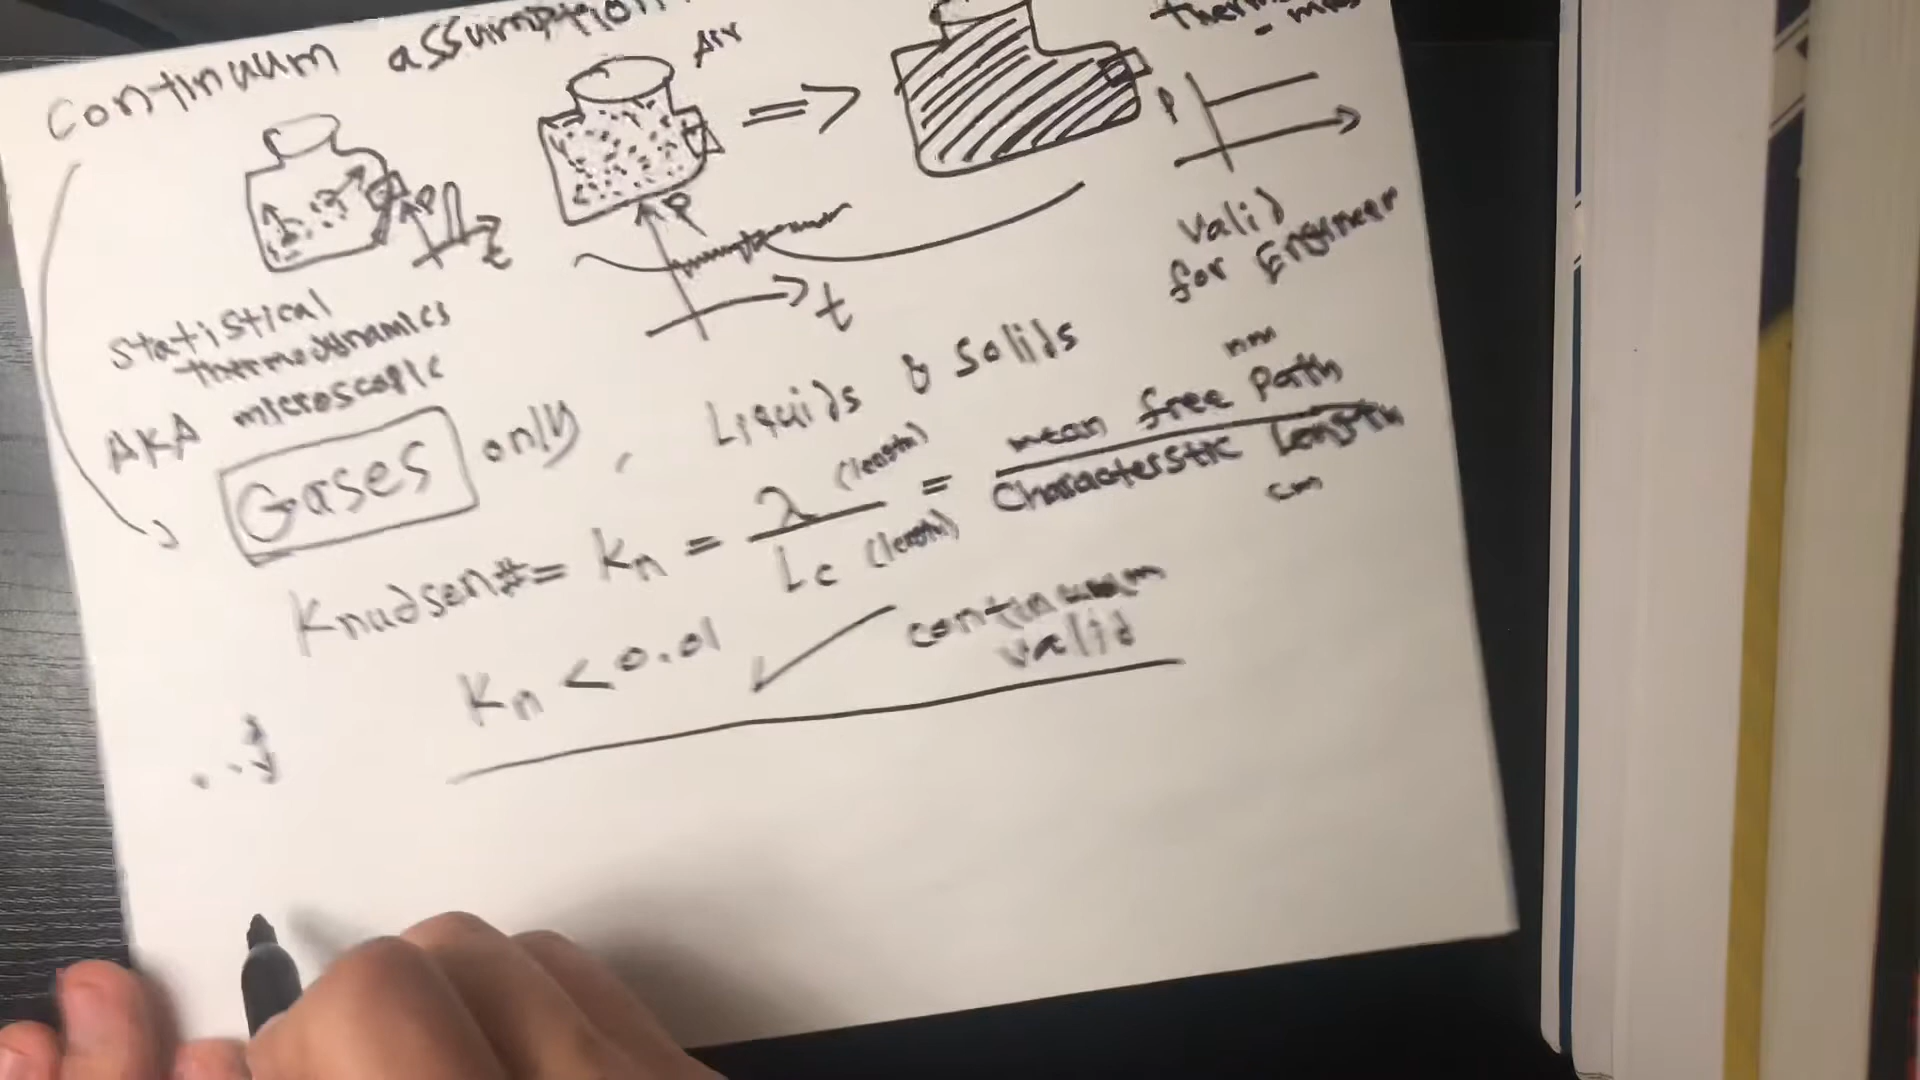 Continuum assumption
Air
P
t
P
t
P
Valid
for Engineer
Statistical
thermodynamics
AKA microscopic
Gases only, Liquids & Solids
Knudsen# = Kn = λ (length) / Lc (length) = mean free path / Characterstic Length
nm
cm
Kn < 0.01
continuum
valid